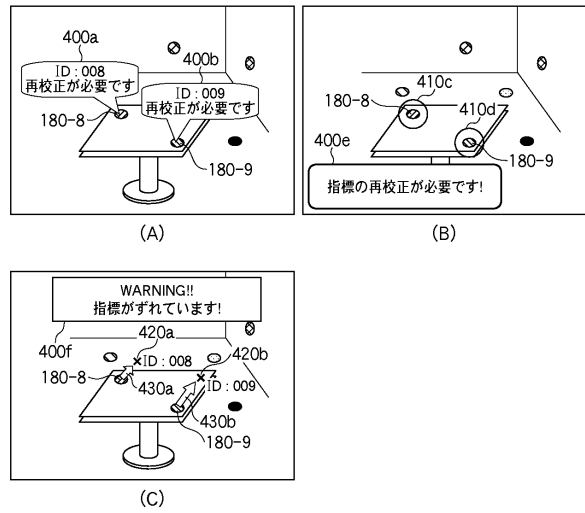 400a
400b
ID : 008
再校正が必要です
ID : 009
再校正が必要です
180-8
180-9
(A)
410c
180-8
410d
400e
180-9
指標の再校正が必要です!
(B)
WARNING!!
指標がずれています!
420a
400f
ID : 008
420b
180-8
430a
ID : 009
430b
180-9
(C)